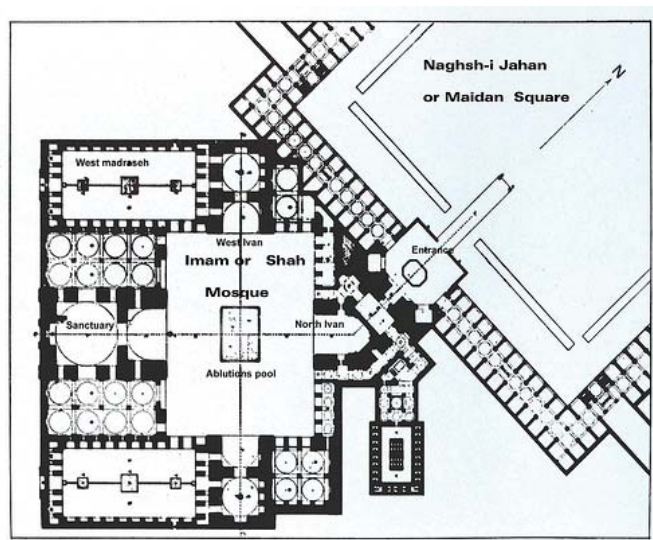 Naghsh-i Jahan
or Maidan Square
N
West madraseh
West Ivan
Entrance
Imam or Shah
Mosque
Sanctuary
North Ivan
Ablutions pool